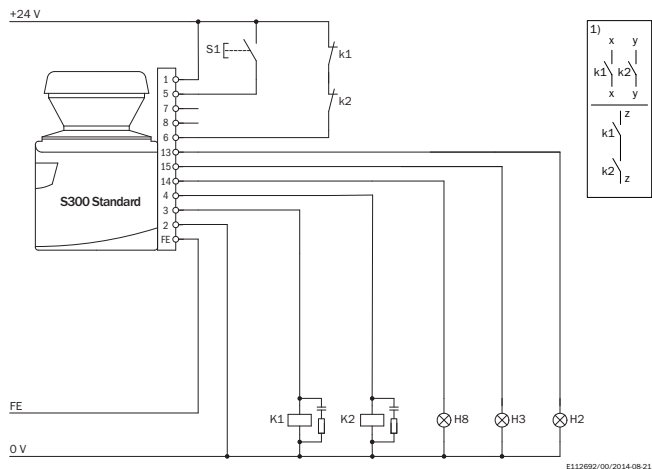 +24 V
S1
k1
k2
1
5
7
8
6
13
15
14
4
3
2
FE
S300 Standard
1)
x y
k1 k2
x y
z
k1
k2
z
FE
K1 K2 H8 H3 H2
0 V
E112692/00/2014-08-21